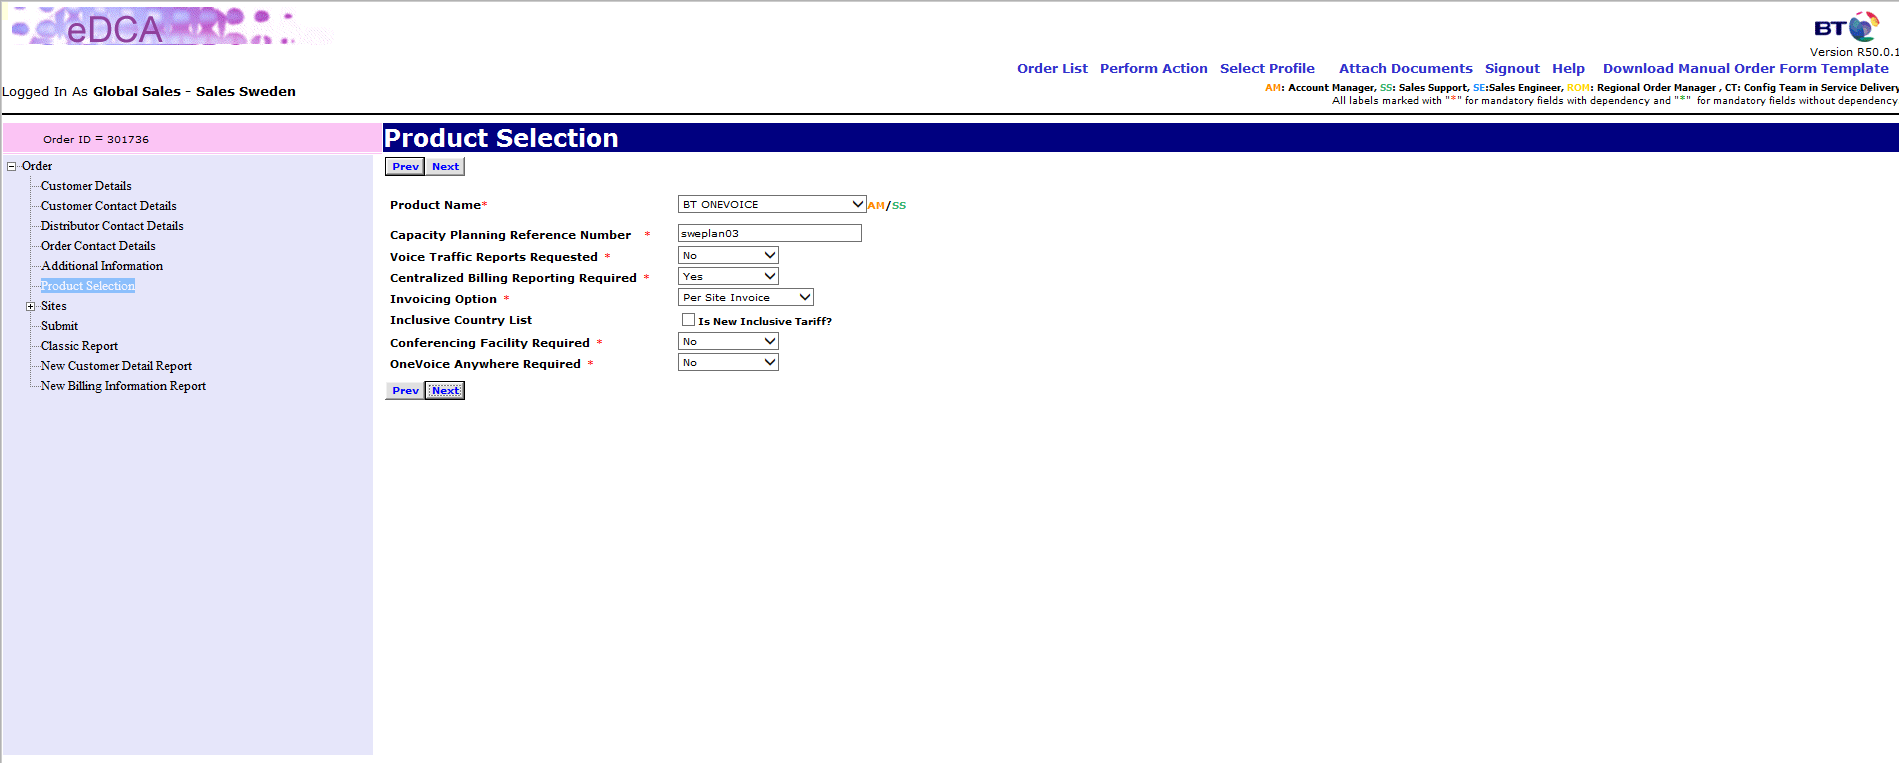 eDCA
BT
Version R50.0.1
Order List Perform Action Select Profile Attach Documents Signout Help Download Manual Order Form Template
Logged In As Global Sales - Sales Sweden
AM: Account Manager, SS: Sales Support, SE:Sales Engineer, ROM: Regional Order Manager , CT: Config Team in Service Delivery
All labels marked with "*" for mandatory fields with dependency and "*" for mandatory fields without dependency
Order ID = 301736
Product Selection
Order
Customer Details
Customer Contact Details
Distributor Contact Details
Order Contact Details
Additional Information
Product Selection
Sites
Submit
Classic Report
New Customer Detail Report
New Billing Information Report
Prev Next
Product Name* BT ONEVOICE AM/SS
Capacity Planning Reference Number * sweplan03
Voice Traffic Reports Requested * No
Centralized Billing Reporting Required * Yes
Invoicing Option * Per Site Invoice
Inclusive Country List Is New Inclusive Tariff?
Conferencing Facility Required * No
OneVoice Anywhere Required * No
Prev Next